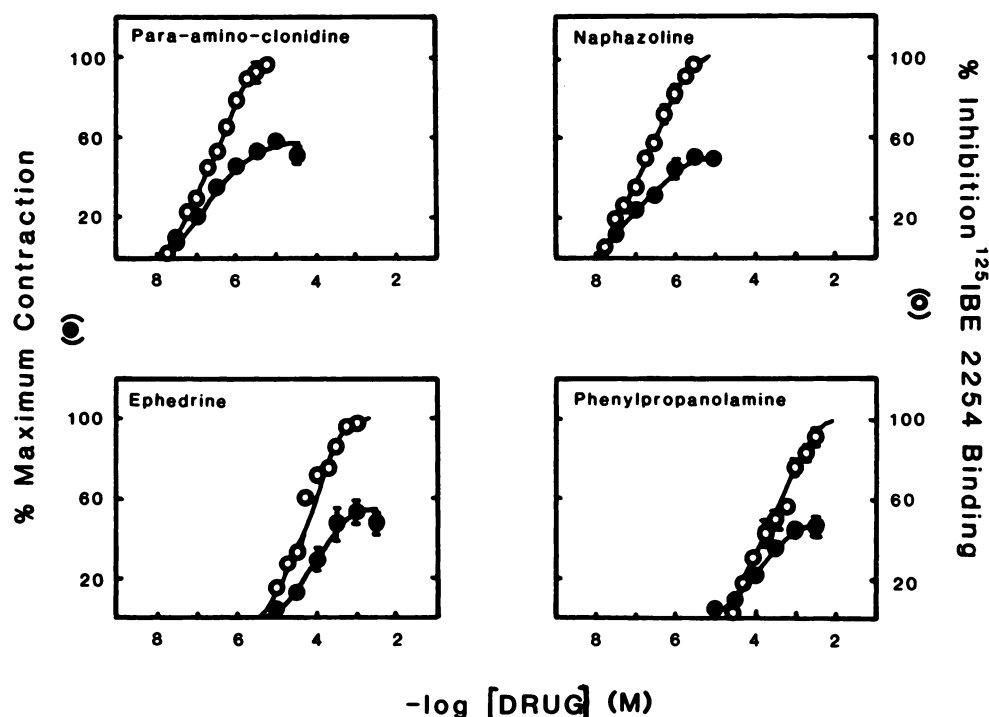 Para-amino-clonidine
100
60
20
8 6 4 2
Naphazoline
100
60
20
8 6 4 2
Ephedrine
100
60
20
8 6 4 2
Phenylpropanolamine
100
60
20
8 6 4 2
% Maximum Contraction
(●)
% Inhibition ¹²⁵IBE 2254 Binding
(o)
-log [DRUG] (M)